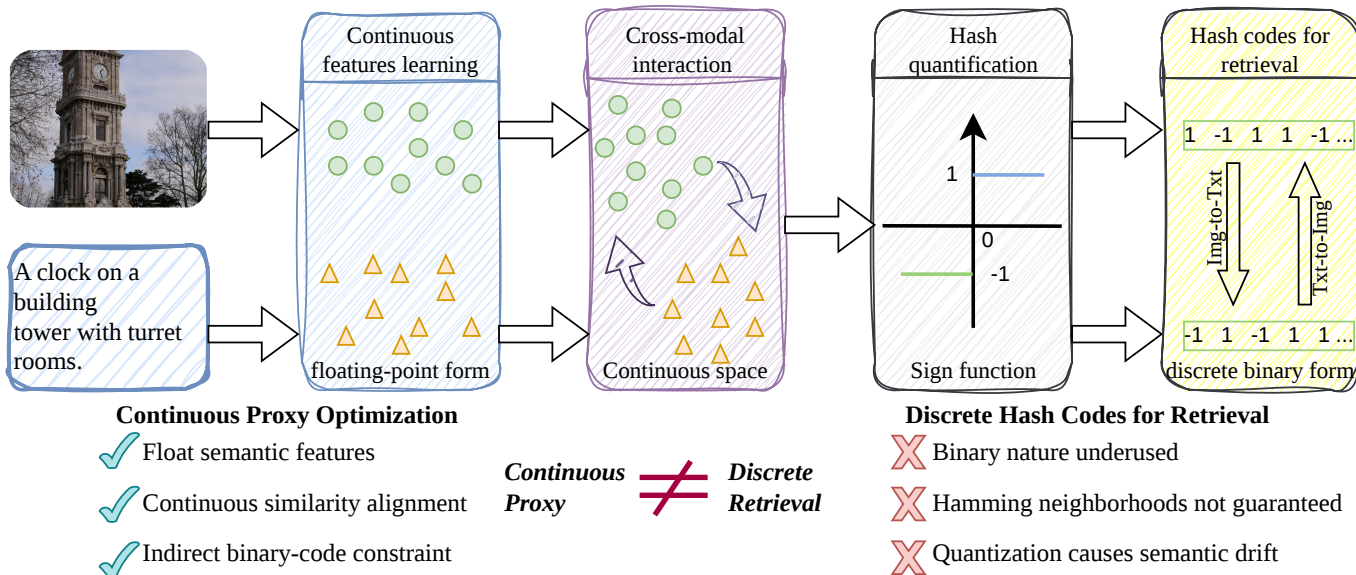 Continuous
features learning
Cross-modal
interaction
Hash
quantification
Hash codes for
retrieval
A clock on a
building
tower with turret
rooms.
floating-point form
Continuous space
1
0
-1
Sign function
1 -1 1 1 -1 ...
Img-to-Txt
Txt-to-Img
-1 1 -1 1 1 ...
discrete binary form
Continuous Proxy Optimization
Float semantic features
Continuous similarity alignment
Indirect binary-code constraint
Continuous
Proxy
≠
Discrete
Retrieval
Discrete Hash Codes for Retrieval
Binary nature underused
Hamming neighborhoods not guaranteed
Quantization causes semantic drift